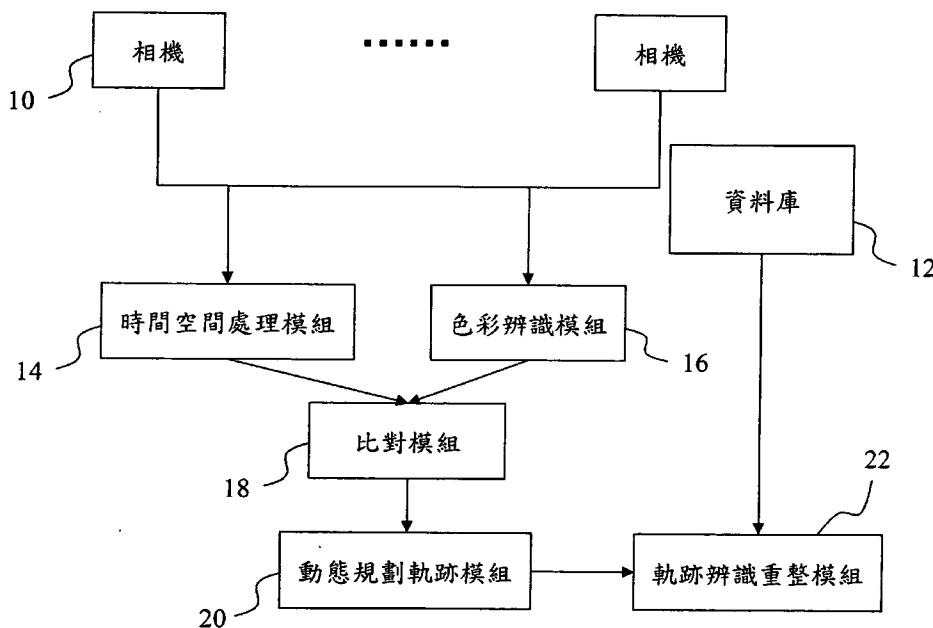 相機
相機
10
資料庫
12
時間空間處理模組
色彩辨識模組
14
16
比對模組
18
22
動態規劃軌跡模組
軌跡辨識重整模組
20